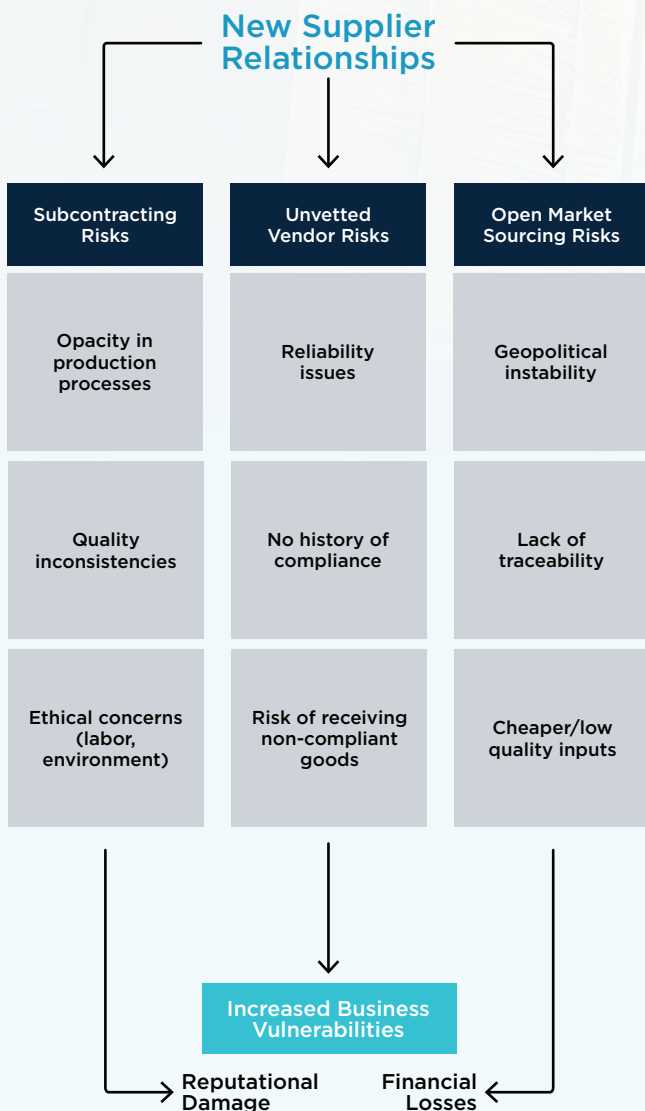 New Supplier
Relationships
Subcontracting
Risks
Opacity in
production
processes
Quality
inconsistencies
Ethical concerns
(labor,
environment)
Unvetted
Vendor Risks
Reliability
issues
No history of
compliance
Risk of receiving
non-compliant
goods
Open Market
Sourcing Risks
Geopolitical
instability
Lack of
traceability
Cheaper/low
quality inputs
Increased Business
Vulnerabilities
Reputational
Damage
Financial
Losses